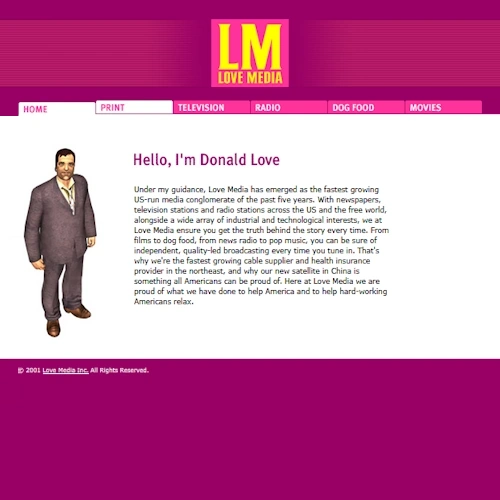 LM
LOVE MEDIA
HOME PRINT TELEVISION RADIO DOG FOOD MOVIES
Hello, I'm Donald Love
Under my guidance, Love Media has emerged as the fastest growing
US-run media conglomerate of the past five years. With newspapers,
television stations and radio stations across the US and the free world,
alongside a wide array of industrial and technological interests, we at
Love Media ensure you get the truth behind the story every time. From
films to dog food, from news radio to pop music, you can be sure of
independent, quality-led broadcasting every time you tune in. That's
why we're the fastest growing cable supplier and health insurance
provider in the northeast, and why our new satellite in China is
something all Americans can be proud of. Here at Love Media we are
proud of what we have done to help America and to help hard-working
Americans relax.
© 2001 Love Media Inc. All Rights Reserved.